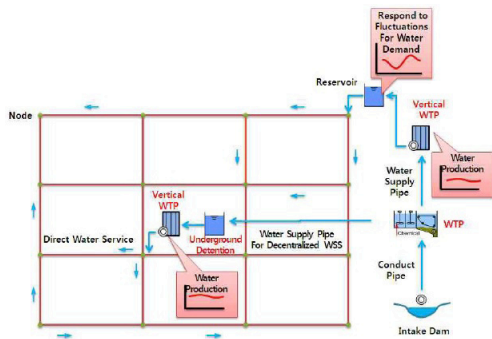 Respond to
Fluctuations
For Water
Demand
Reservoir
Node
Vertical
WTP
Water
Supply
Pipe
Water
Production
Vertical
WTP
Direct Water Service
Underground
Detention
Water Supply Pipe
For Decentralized WSS
Chemical
WTP
Water
Production
Conduct
Pipe
Intake Dam